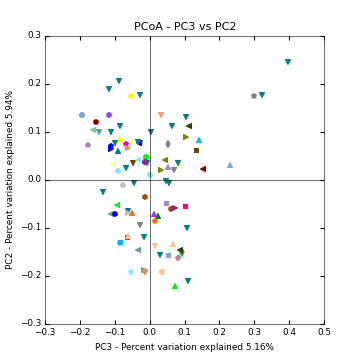 PCoA - PC3 vs PC2
0.3
0.2
0.1
0.0
−0.1
−0.2
−0.3
PC2 - Percent variation explained 5.94%
−0.3 −0.2 −0.1 0.0 0.1 0.2 0.3 0.4 0.5
PC3 - Percent variation explained 5.16%